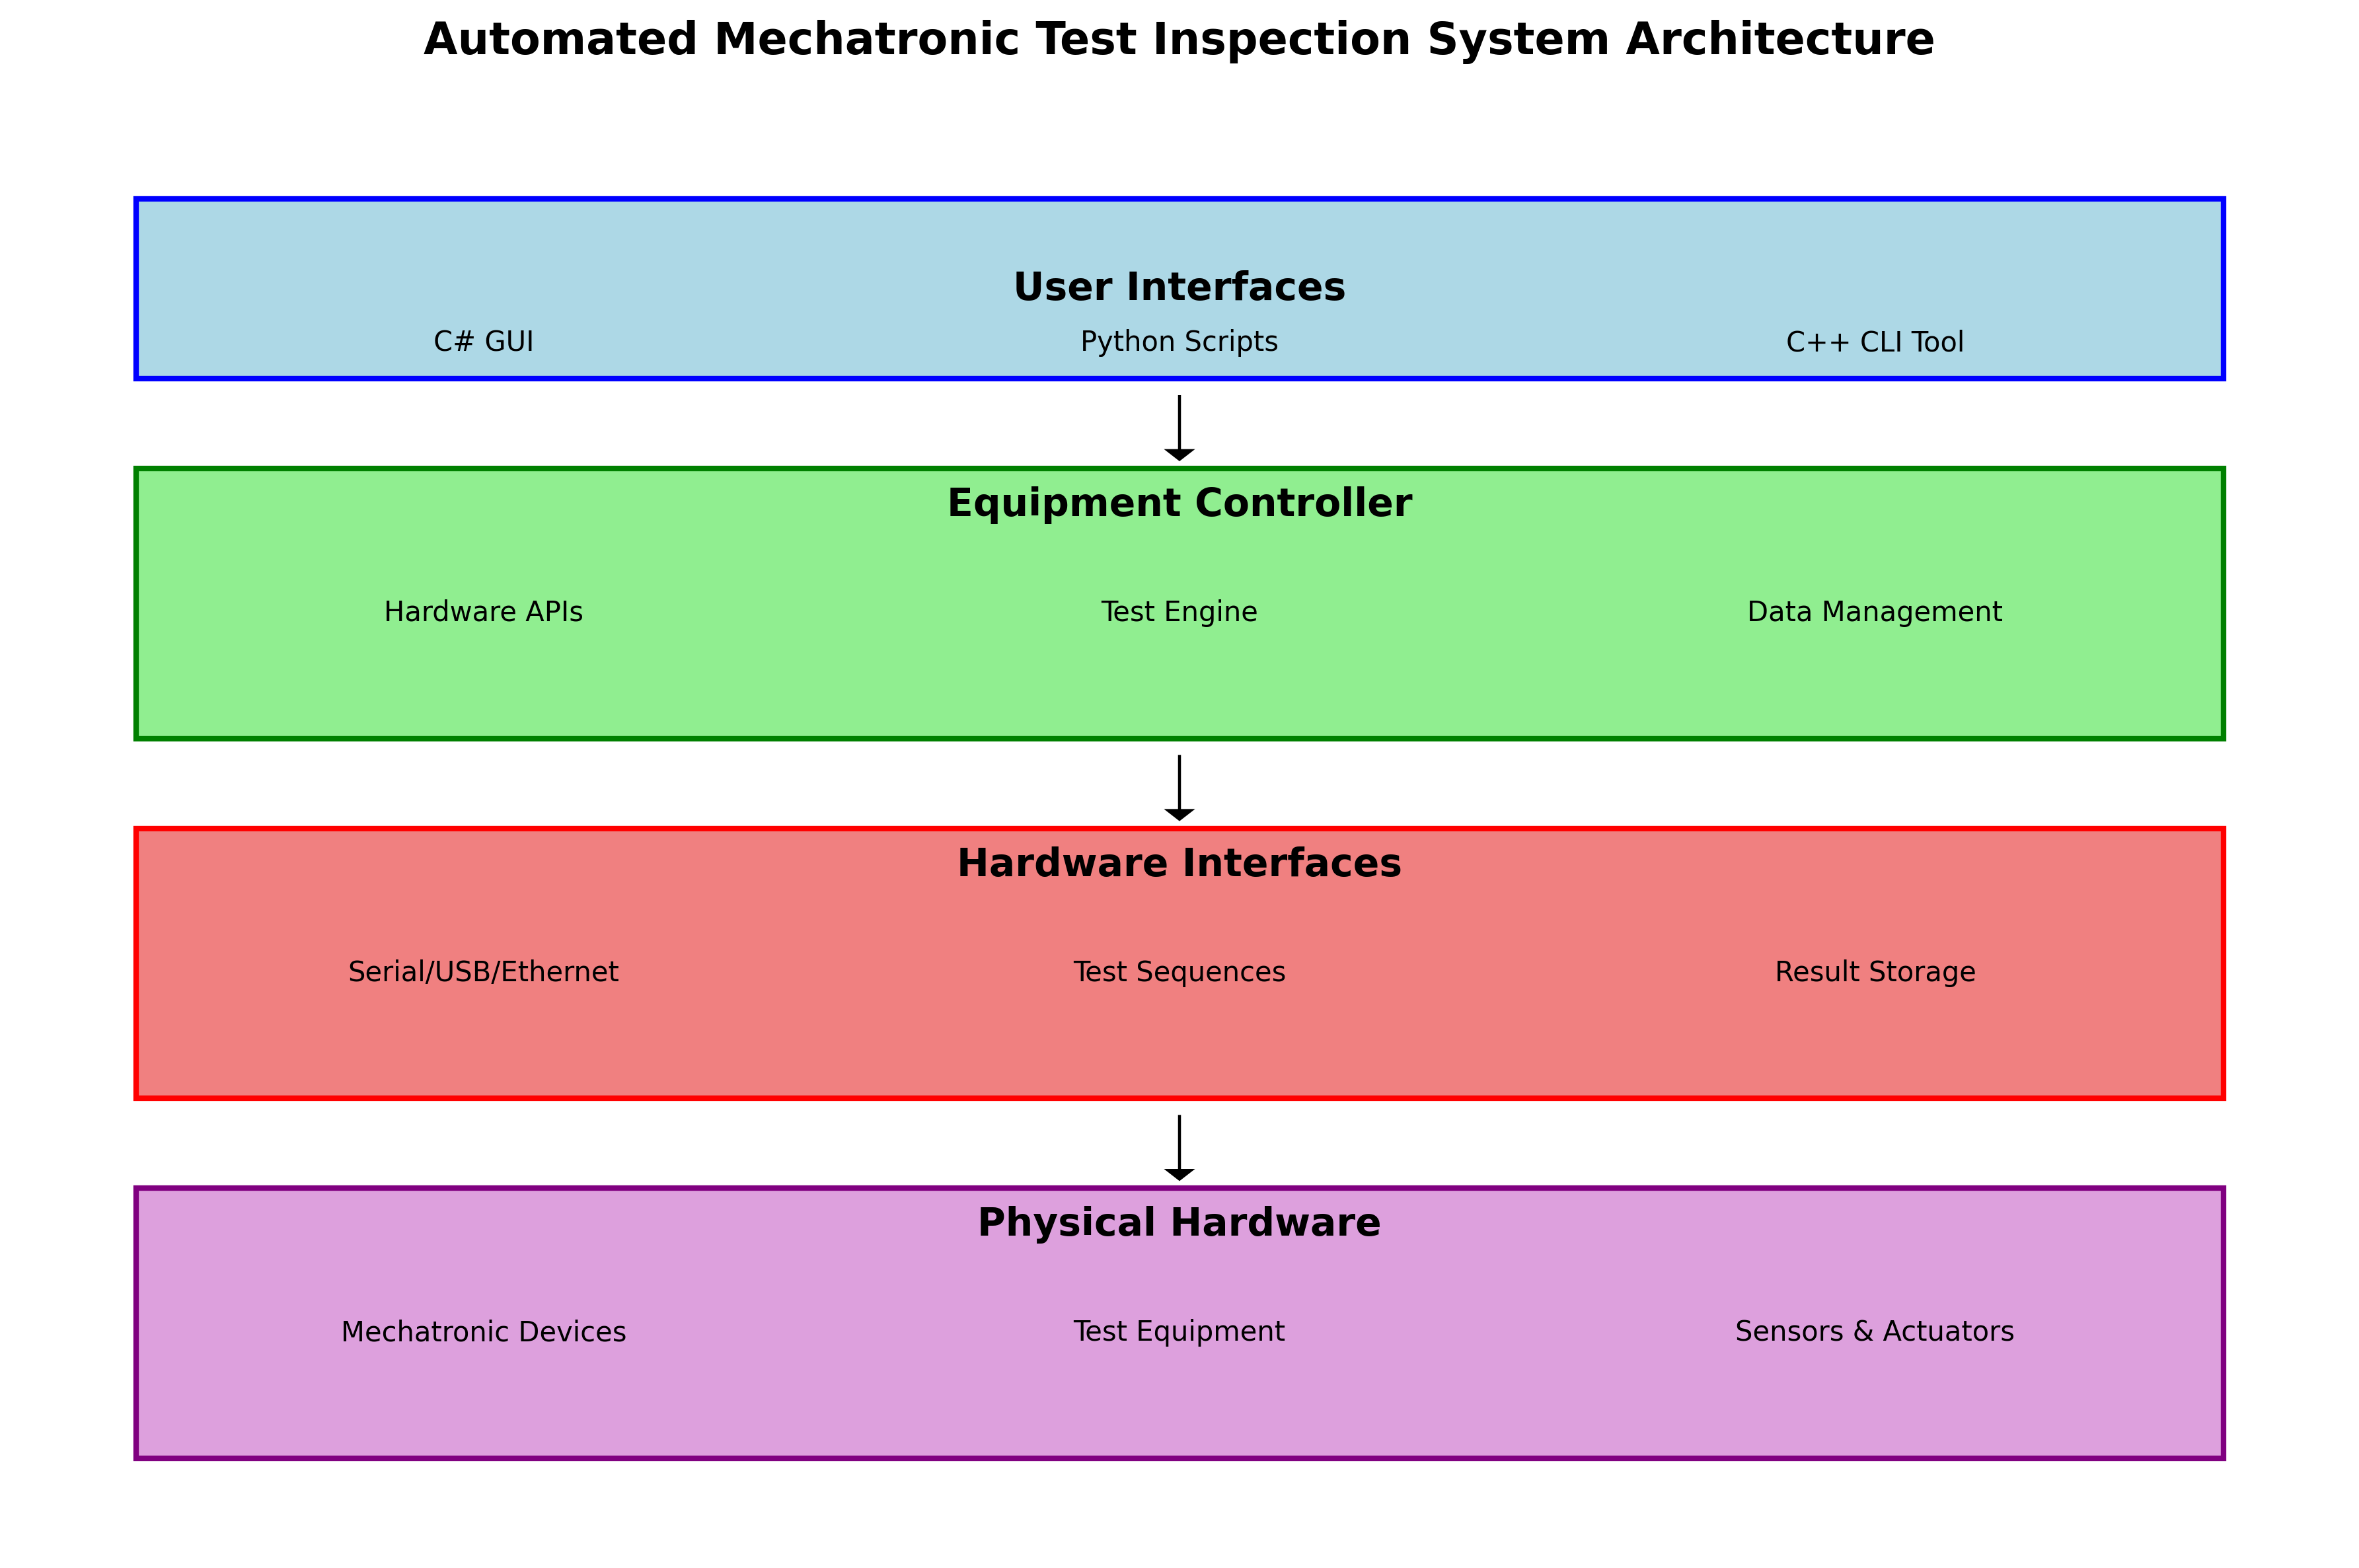 Automated Mechatronic Test Inspection System Architecture
User Interfaces
C# GUI
Python Scripts
C++ CLI Tool
Equipment Controller
Hardware APIs
Test Engine
Data Management
Hardware Interfaces
Serial/USB/Ethernet
Test Sequences
Result Storage
Physical Hardware
Mechatronic Devices
Test Equipment
Sensors & Actuators